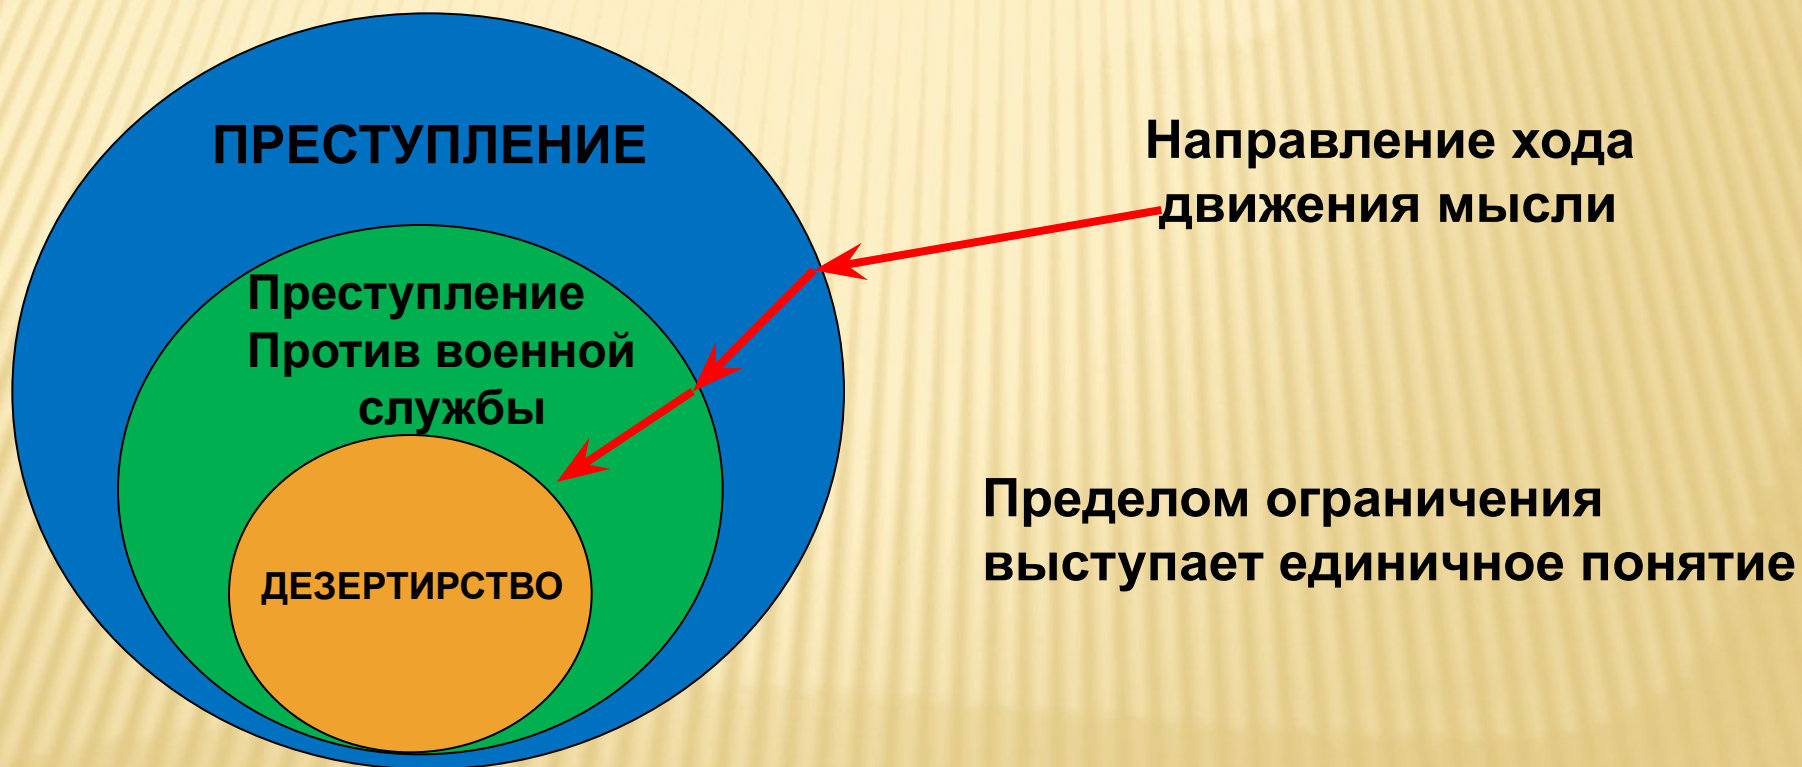 ПРЕСТУПЛЕНИЕ
Преступление
Против военной
службы
ДЕЗЕРТИРСТВО
Направление хода
движения мысли
Пределом ограничения
выступает единичное понятие